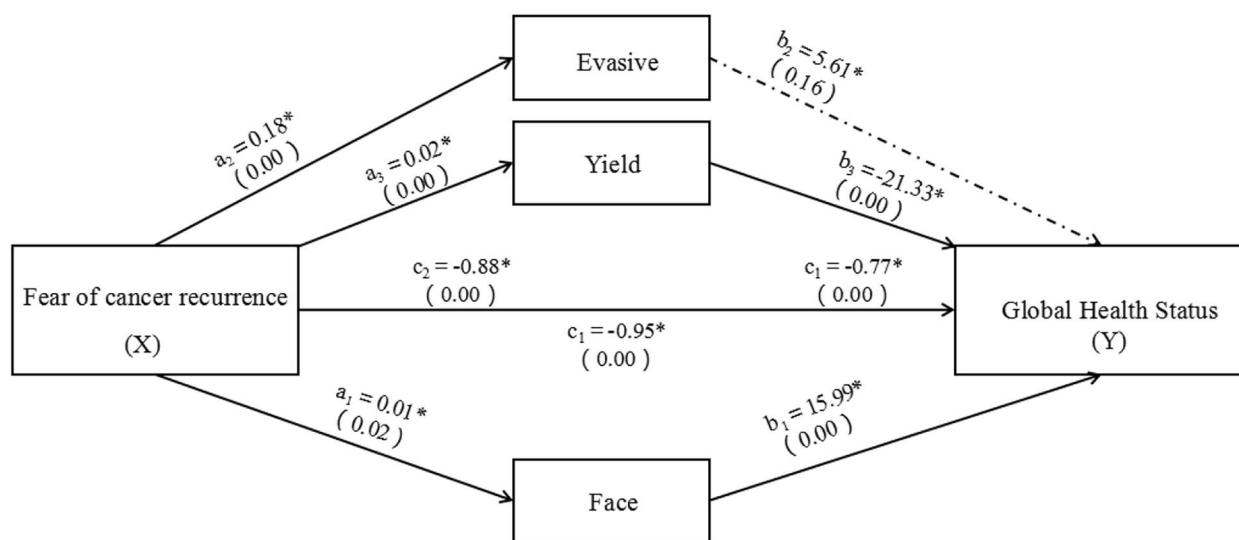 Evasive
b₂ = 5.61*
( 0.16 )
a₂ = 0.18*
( 0.00 )
a₃ = 0.02*
( 0.00 )
Yield
b₃ = -21.33*
( 0.00 )
Fear of cancer recurrence
(X)
c₂ = -0.88*
( 0.00 )
c₁ = -0.77*
( 0.00 )
c₁ = -0.95*
( 0.00 )
Global Health Status
(Y)
a₁ = 0.01*
( 0.02 )
b₁ = 15.99*
( 0.00 )
Face